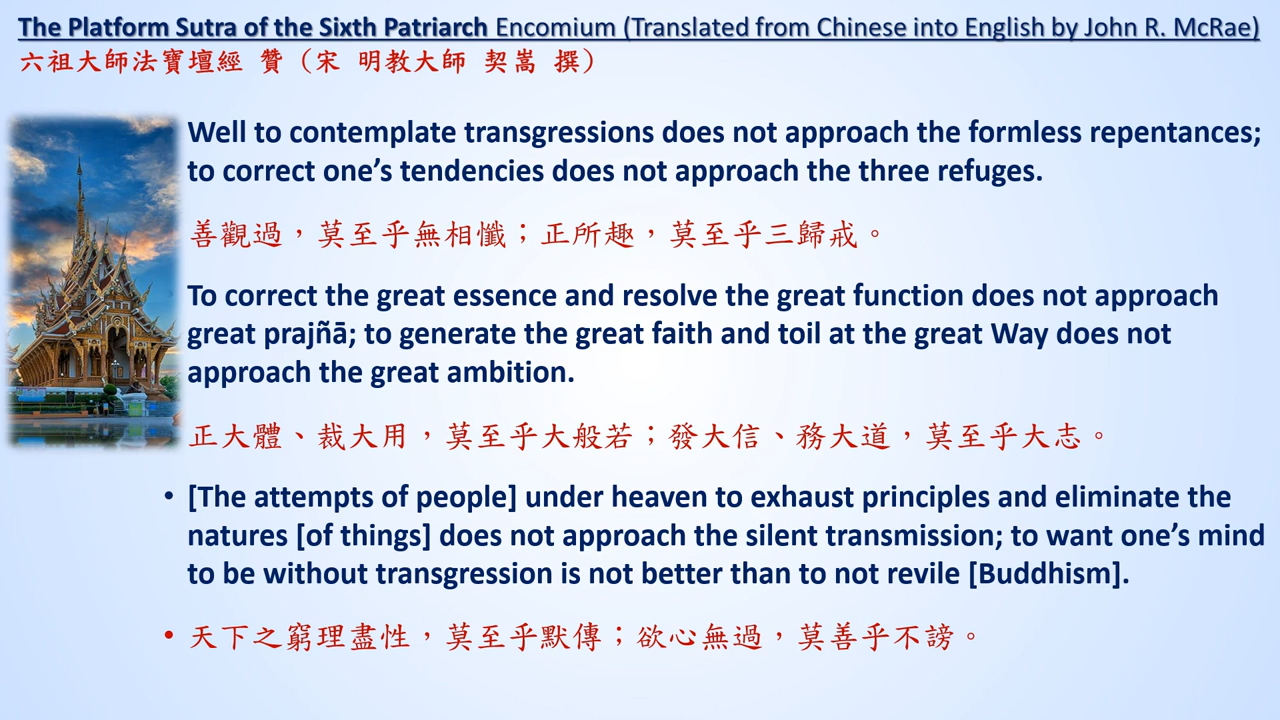 The Platform Sutra of the Sixth Patriarch Encomium (Translated from Chinese into English by John R. McRae)
六祖大師法寶壇經 贊 (宋 明教大師 契嵩 撰)
Well to contemplate transgressions does not approach the formless repentances;
to correct one’s tendencies does not approach the three refuges.
善觀過，莫至乎無相懺；正所趣，莫至乎三歸戒。
To correct the great essence and resolve the great function does not approach
great prajñā; to generate the great faith and toil at the great Way does not
approach the great ambition.
正大體、裁大用，莫至乎大般若；發大信、務大道，莫至乎大志。
• [The attempts of people] under heaven to exhaust principles and eliminate the
natures [of things] does not approach the silent transmission; to want one’s mind
to be without transgression is not better than to not revile [Buddhism].
• 天下之窮理盡性，莫至乎默傳；欲心無過，莫善乎不謗。